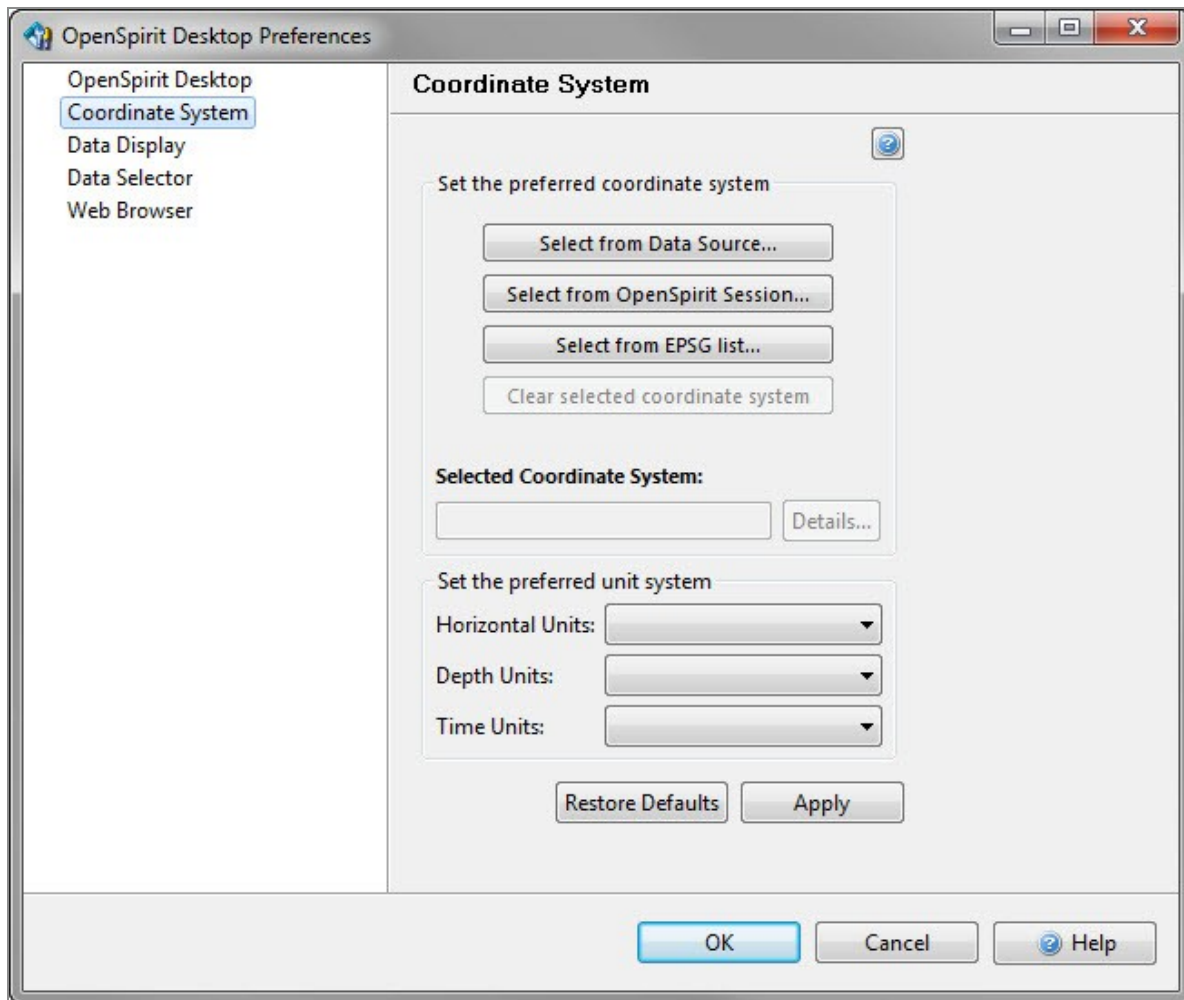 OpenSpirit Desktop Preferences
OpenSpirit Desktop
Coordinate System
Data Display
Data Selector
Web Browser
Coordinate System
Set the preferred coordinate system
Select from Data Source...
Select from OpenSpirit Session...
Select from EPSG list...
Clear selected coordinate system
Selected Coordinate System:
Details...
Set the preferred unit system
Horizontal Units:
Depth Units:
Time Units:
Restore Defaults Apply
OK Cancel Help